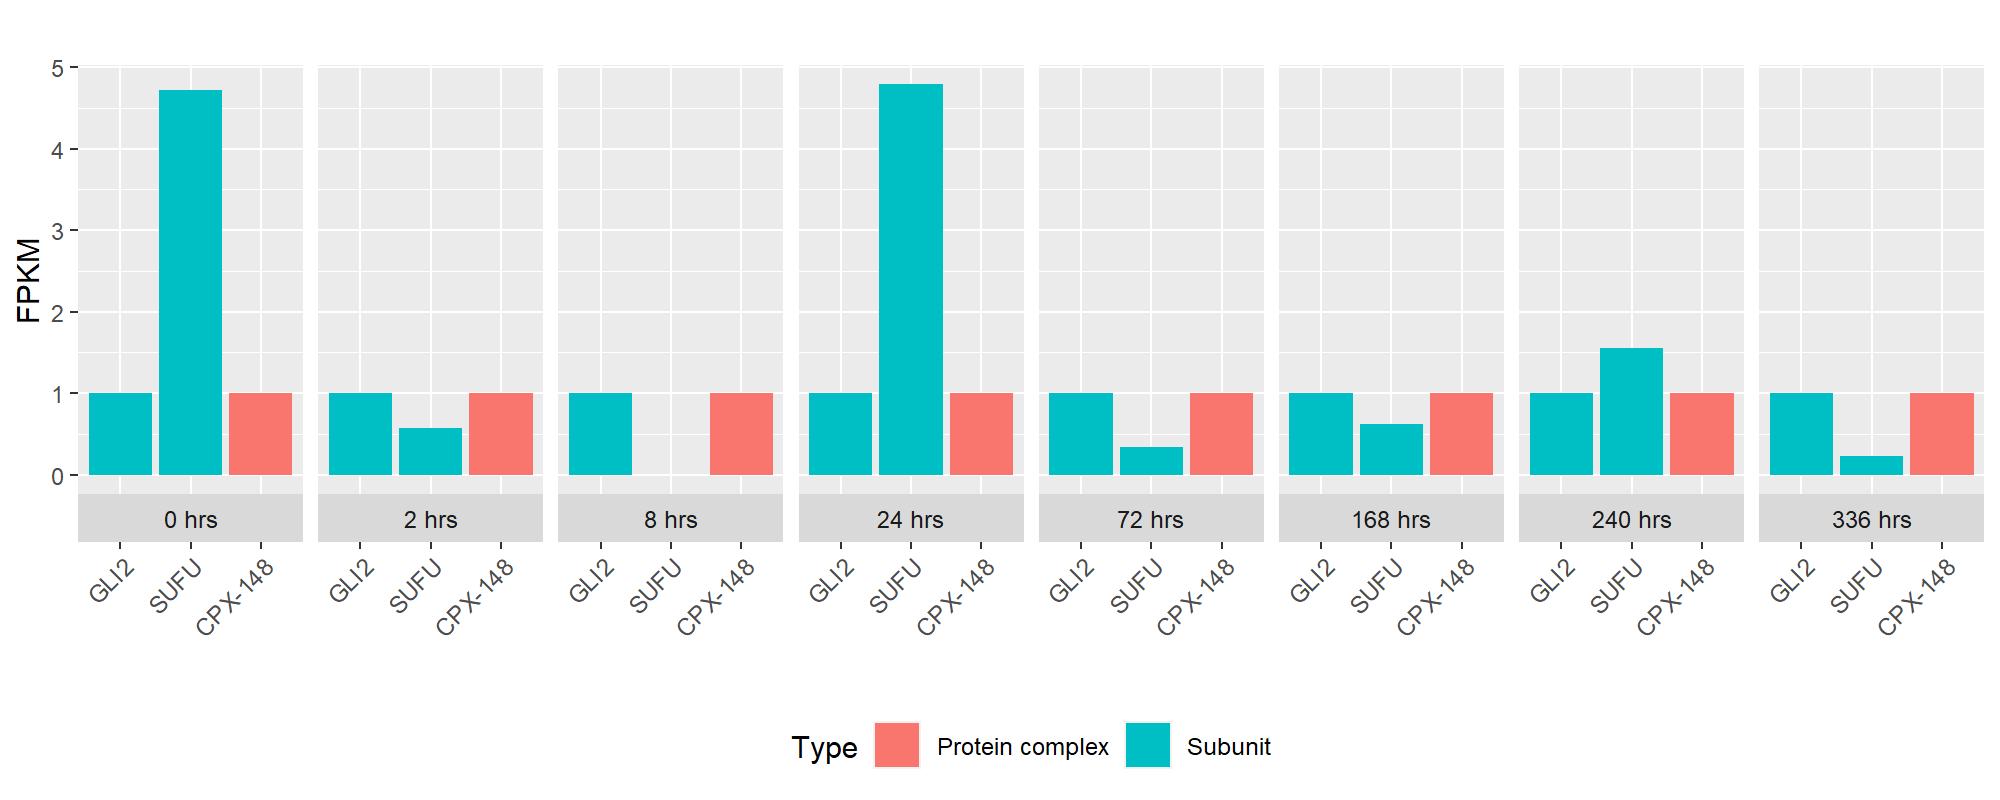 FPKM
5
4
3
2
1
0
0 hrs 2 hrs 8 hrs 24 hrs 72 hrs 168 hrs 240 hrs 336 hrs
GLI2 SUFU CPX-148 GLI2 SUFU CPX-148 GLI2 SUFU CPX-148 GLI2 SUFU CPX-148 GLI2 SUFU CPX-148 GLI2 SUFU CPX-148 GLI2 SUFU CPX-148 GLI2 SUFU CPX-148
Type Protein complex Subunit